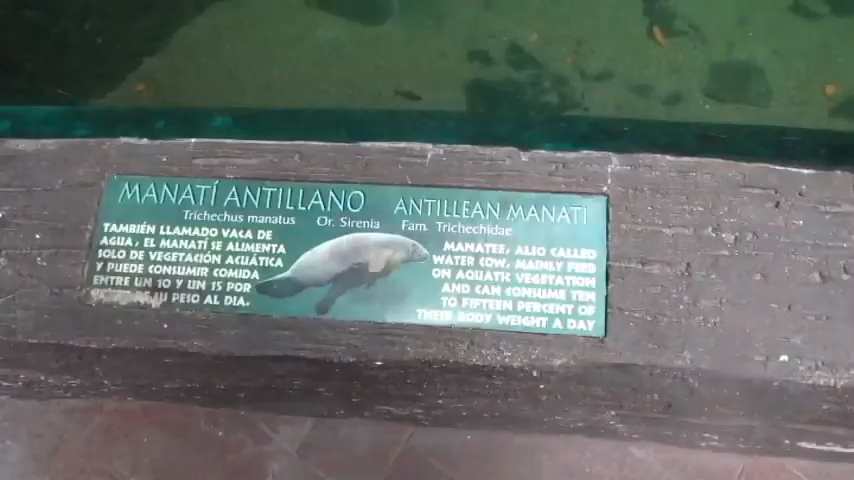 MANATÍ ANTILLANO ANTILLEAN MANATI
Trichechus manatus Or. Sirenia Fam. Trichechidae
TAMBIÉN LLAMADO VACA DE
AGUA, EL MANATÍ SE ALIMENTA
SOLO DE VEGETACIÓN ACUÁTICA
Y PUEDE CONSUMIR COMIDA
ENTRE UN 10 Y UN 15 POR
SU PESO AL DIA.
MANATEE, ALSO CALLED
WATER COW, MAINLY FEED
ON AQUATIC VEGETATION
AND CAN CONSUME TEN
TO FIFTEEN PERCENT OF
THEIR BODY WEIGHT A DAY